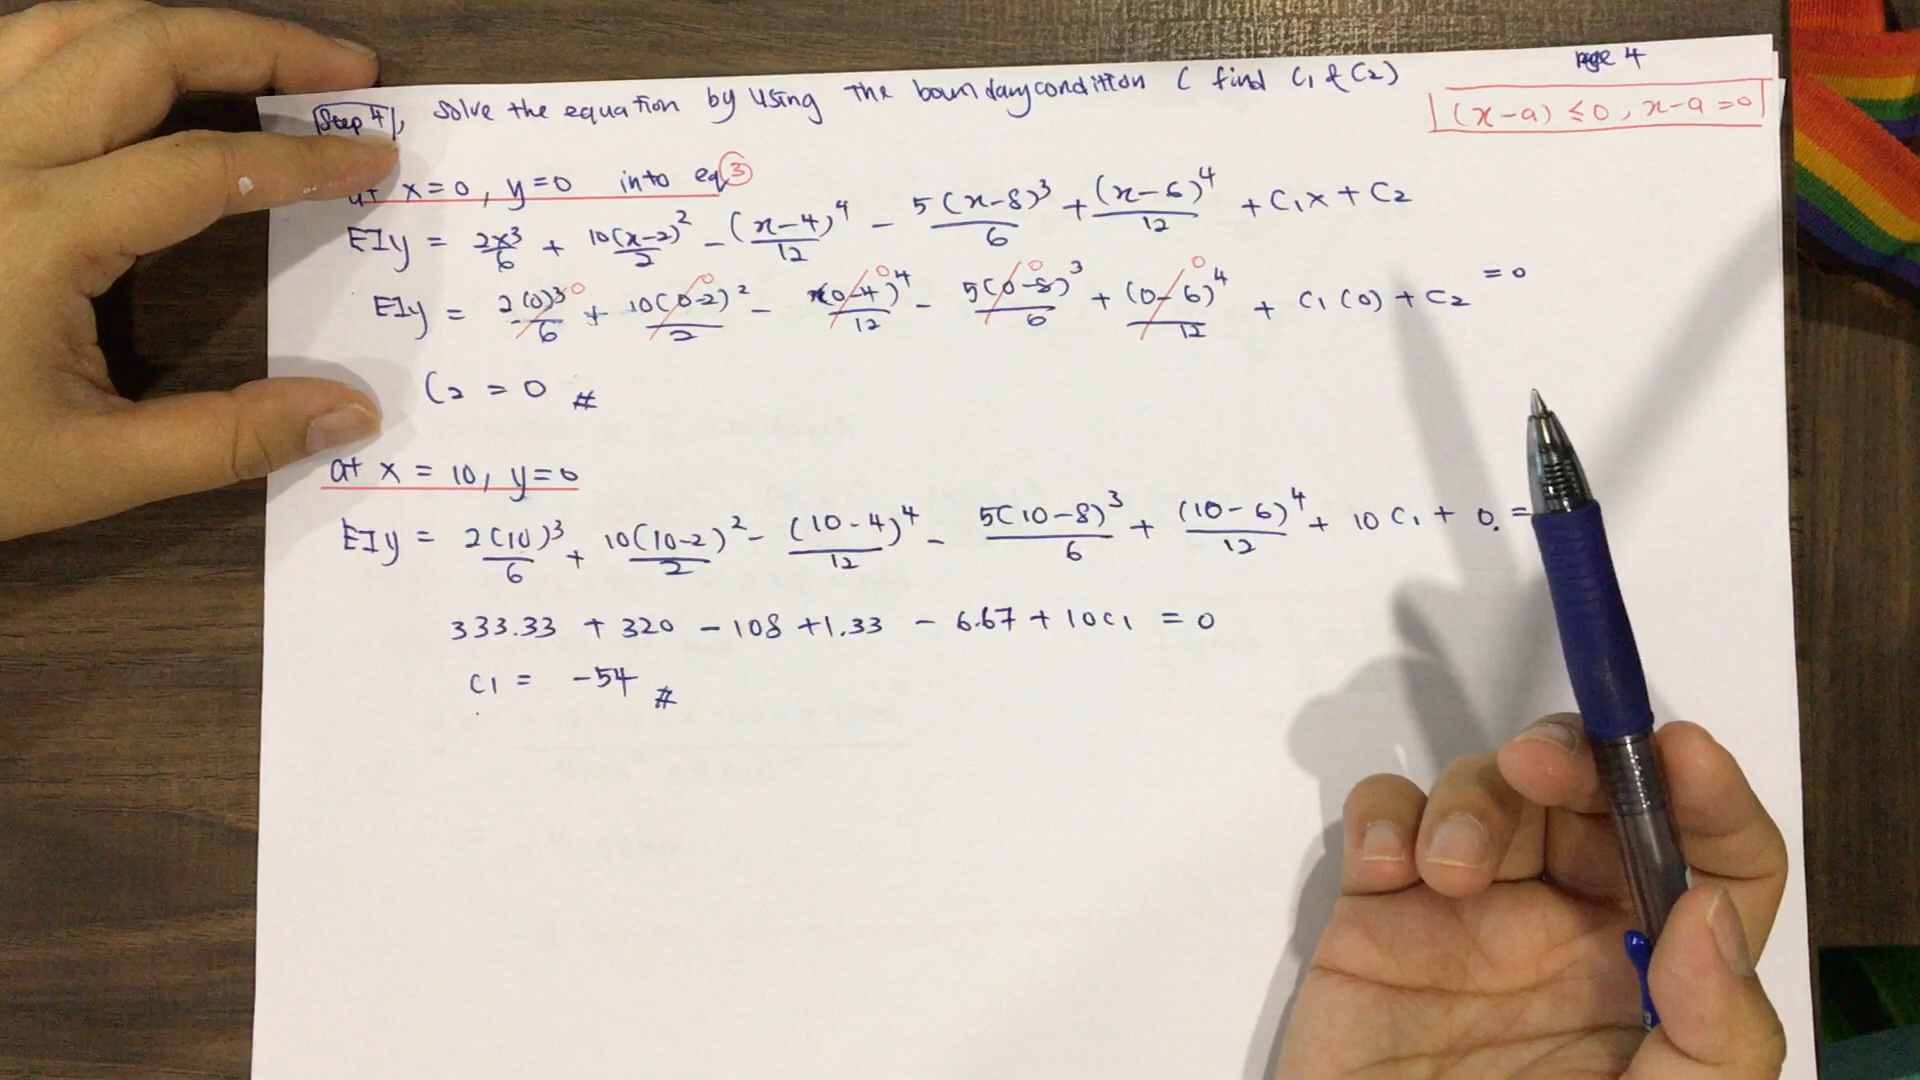 page 4
Step 4, solve the equation by using the boundary condition ( find C1 & C2)
(x-a) ≤ 0, x-a = 0
at x=0, y=0 into eq 3
EIy = 2x³/6 + 10(x-2)²/2 - (x-4)⁴/12 - 5(x-8)³/6 + (x-6)⁴/12 + C1x + C2
EIy = 2(0)³/6 0 + 10(0-2)²/2 0 - (0-4)⁴/12 0 - 5(0-8)³/6 0 + (0-6)⁴/12 0 + C1(0) + C2 = 0
C2 = 0 #
at x = 10, y=0
EIy = 2(10)³/6 + 10(10-2)²/2 - (10-4)⁴/12 - 5(10-8)³/6 + (10-6)⁴/12 + 10C1 + 0. =
333.33 + 320 - 108 + 1.33 - 6.67 + 10C1 = 0
C1 = -54 #